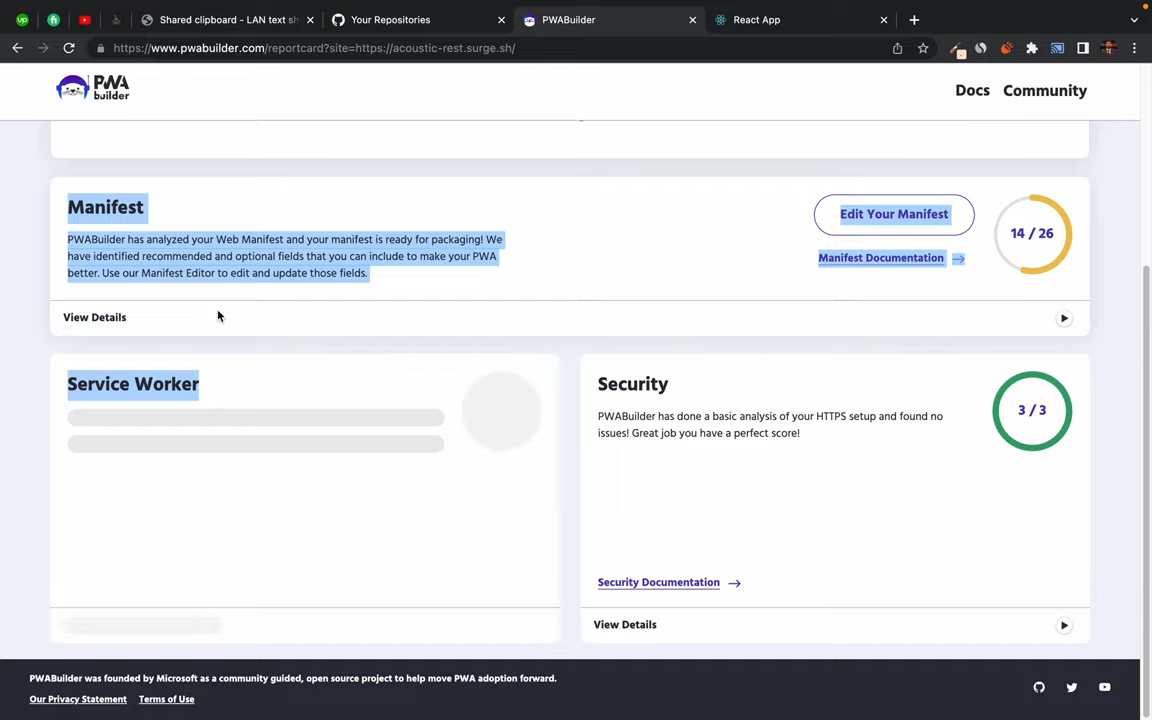 Shared clipboard - LAN text sh
Your Repositories
PWABuilder
React App
https://www.pwabuilder.com/reportcard?site=https://acoustic-rest.surge.sh/
PWA
builder
Docs
Community
Manifest
PWABuilder has analyzed your Web Manifest and your manifest is ready for packaging! We
have identified recommended and optional fields that you can include to make your PWA
better. Use our Manifest Editor to edit and update those fields.
Edit Your Manifest
Manifest Documentation
14 / 26
View Details
Service Worker
Security
PWABuilder has done a basic analysis of your HTTPS setup and found no
issues! Great job you have a perfect score!
3 / 3
Security Documentation
View Details
PWABuilder was founded by Microsoft as a community guided, open source project to help move PWA adoption forward.
Our Privacy Statement
Terms of Use